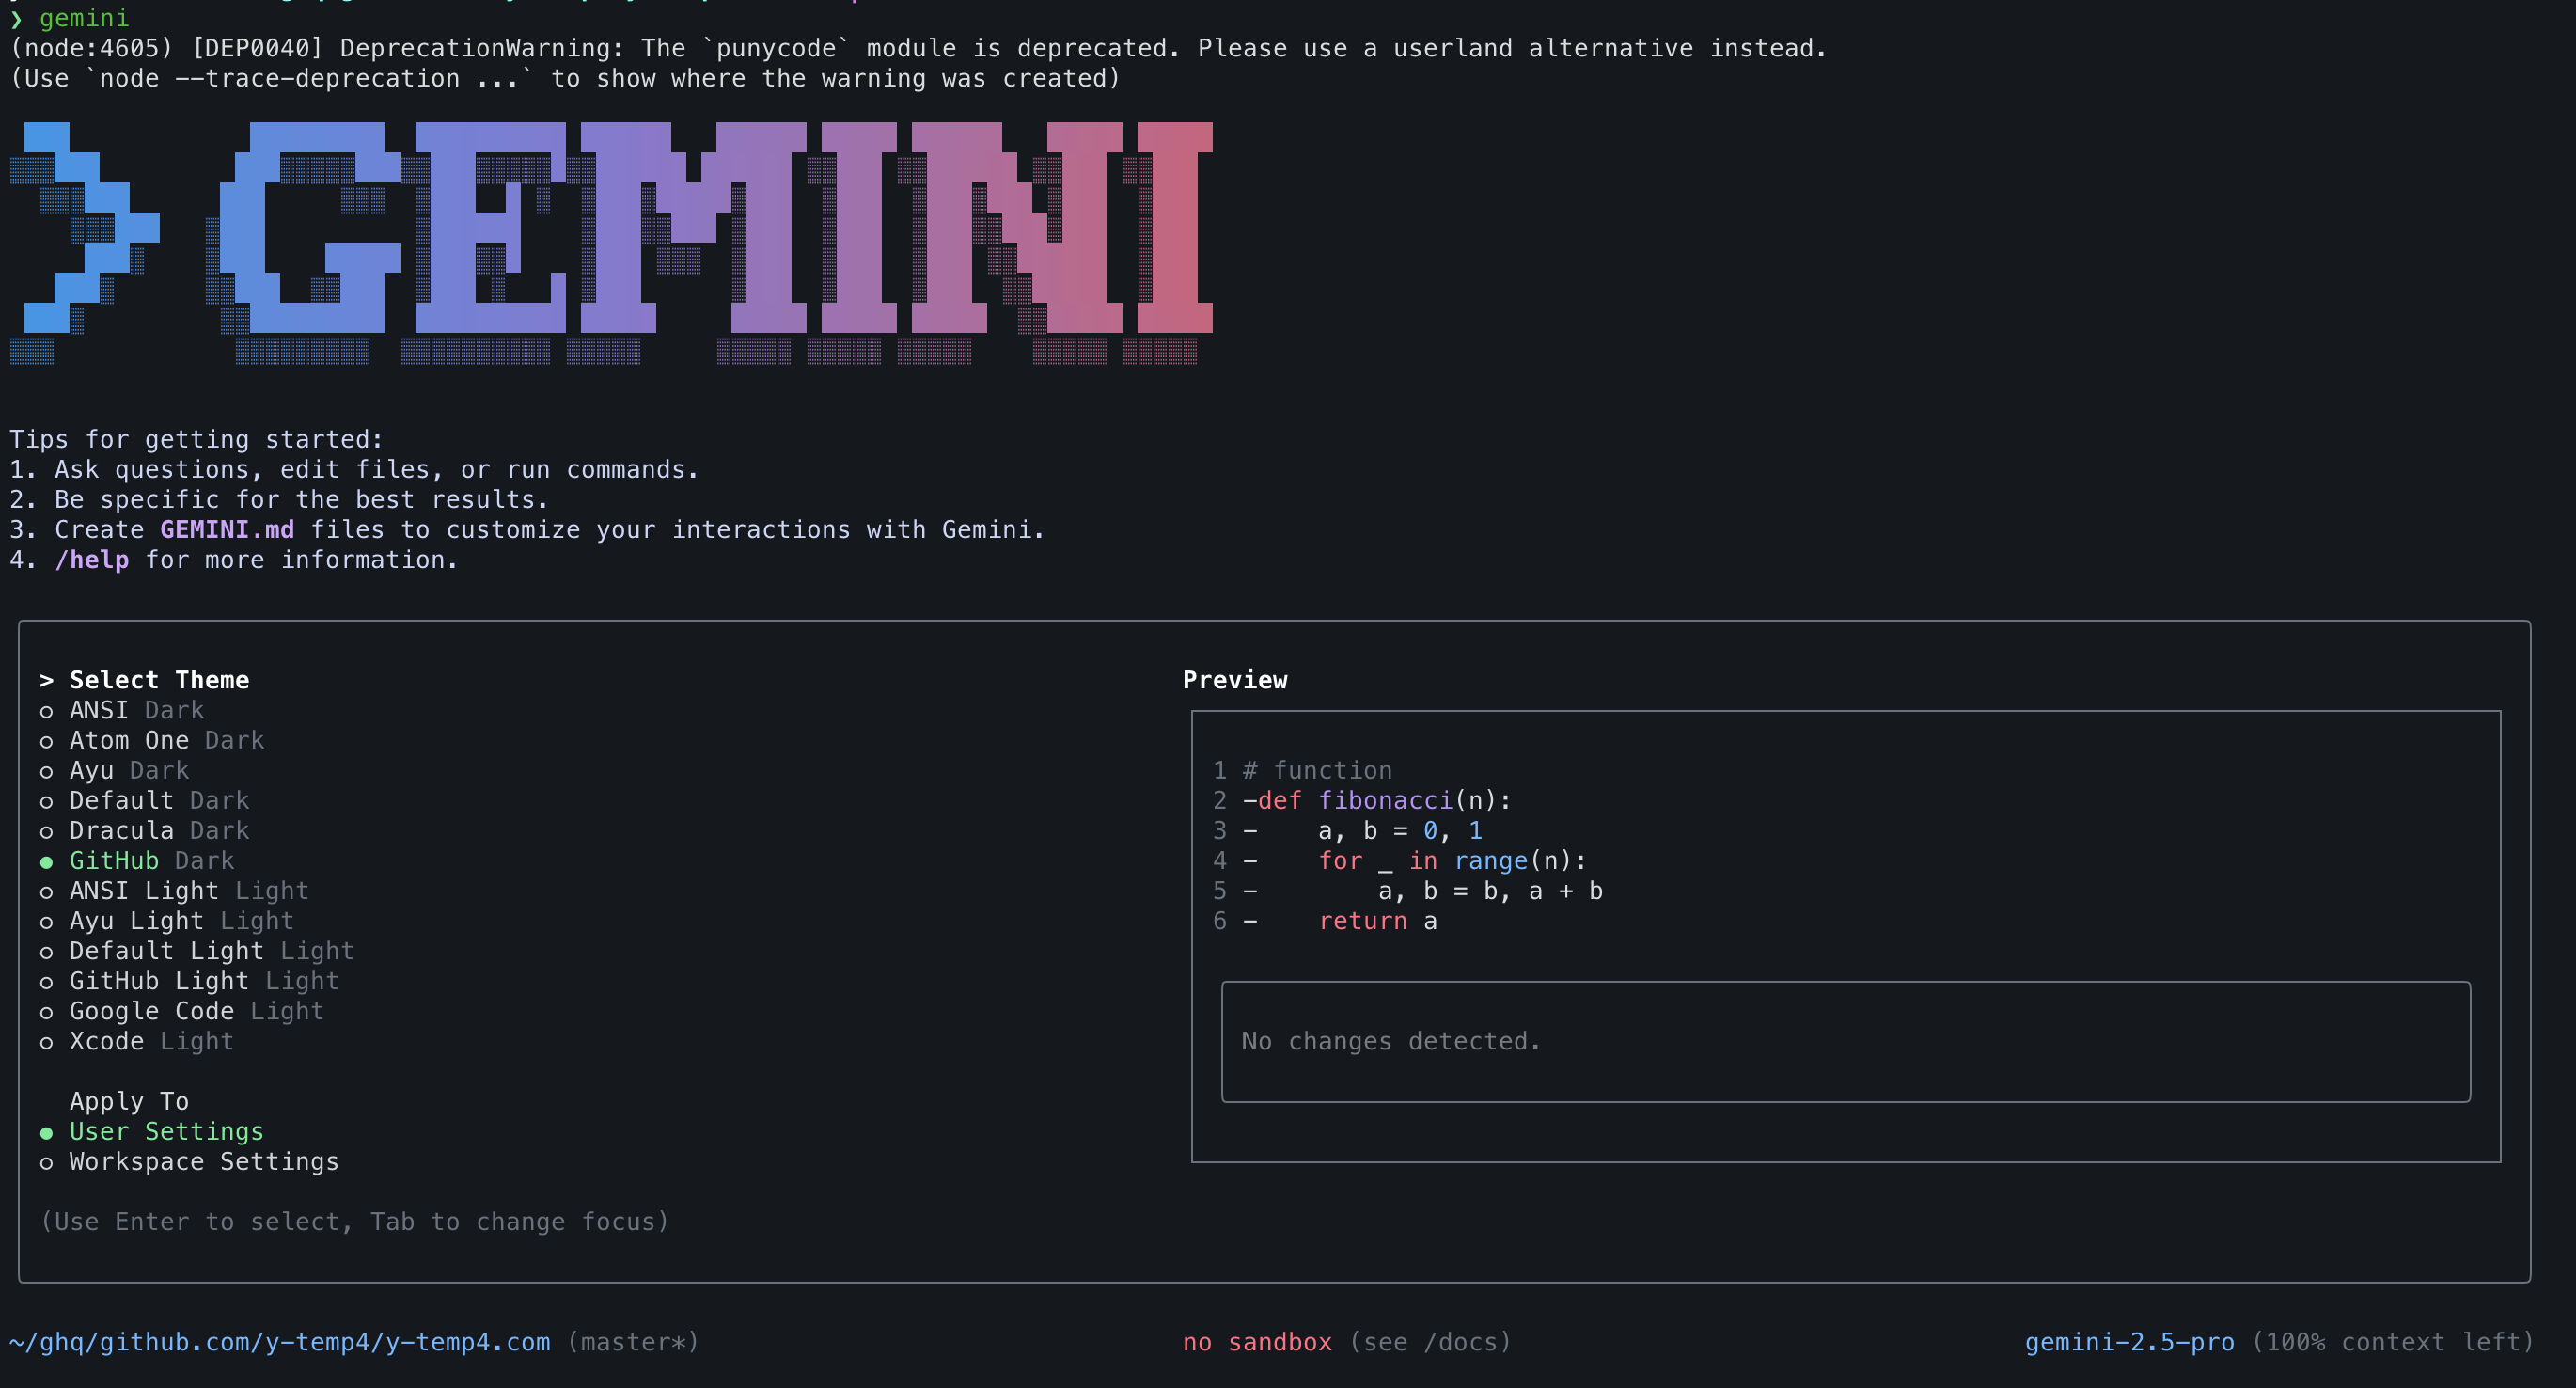 ❯ gemini
(node:4605) [DEP0040] DeprecationWarning: The `punycode` module is deprecated. Please use a userland alternative instead.
(Use `node --trace-deprecation ...` to show where the warning was created)
> GEMINI
Tips for getting started:
1. Ask questions, edit files, or run commands.
2. Be specific for the best results.
3. Create GEMINI.md files to customize your interactions with Gemini.
4. /help for more information.
> Select Theme
○ ANSI Dark
○ Atom One Dark
○ Ayu Dark
○ Default Dark
○ Dracula Dark
● GitHub Dark
○ ANSI Light Light
○ Ayu Light Light
○ Default Light Light
○ GitHub Light Light
○ Google Code Light
○ Xcode Light
Apply To
● User Settings
○ Workspace Settings
(Use Enter to select, Tab to change focus)
Preview
1 # function
2 -def fibonacci(n):
3 -    a, b = 0, 1
4 -    for _ in range(n):
5 -        a, b = b, a + b
6 -    return a
No changes detected.
~/ghq/github.com/y-temp4/y-temp4.com (master*)
no sandbox (see /docs)
gemini-2.5-pro (100% context left)